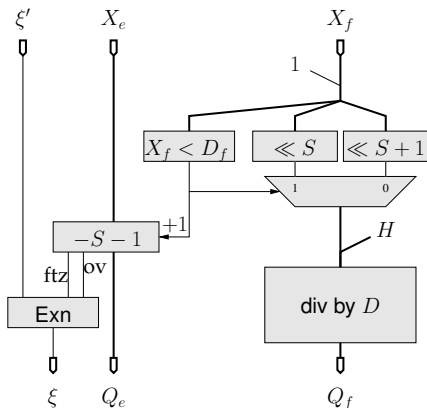 ξ′ X_e X_f
1
X_f < D_f ≪ S ≪ S + 1
1 0
+1
−S − 1
H
ftz ov
div by D
Exn
ξ Q_e Q_f